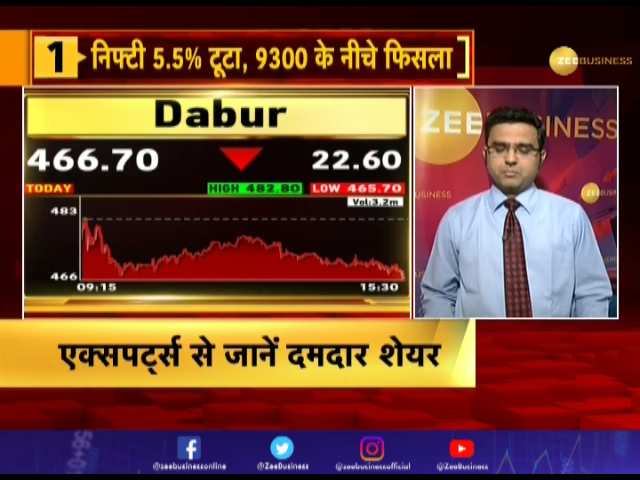 1 निफ्टी 5.5% टूटा, 9300 के नीचे फिसला
ZEEBUSINESS
Dabur
466.70 22.60
TODAY HIGH 482.80 LOW 465.70
Vol:3.2m
483
466
09:15 15:30
ZEE INESS
BUSINESS
एक्सपर्ट्स से जानें दमदार शेयर
@zeebusinessonline @ZeeBusiness @zeebusinessofficial @ZeeBusiness